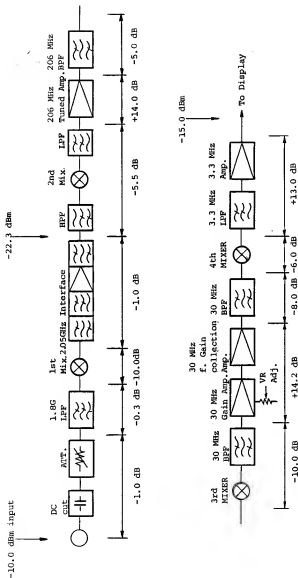 -10.0 dBm input
-22.3 dBm
DC
cut
ATT.
1.8G
LPF
1st
Mix.
2.05GHz Interface
HPF
2nd
Mix.
LPF
206 MHz
Tuned Amp.
206 MHz
BPF
-1.0 dB
-0.3 dB
-10.0dB
-1.0 dB
-5.5 dB
+14.0 dB
-5.0 dB
-15.0 dBm
3rd
MIXER
30 MHz
BPF
30 MHz
Gain Amp.
30 MHz
f. Gain
collection Amp.
VR
Adj.
30 MHz
BPF
4th
MIXER
3.3 MHz
LPF
3.3 MHz
Amp.
To Display
-10.0 dB
+14.2 dB
-8.0 dB
-6.0 dB
+13.0 dB